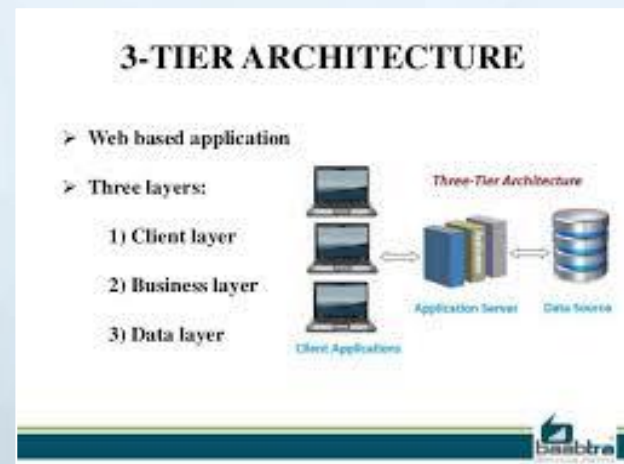 3-TIER ARCHITECTURE
➢ Web based application
➢ Three layers:
1) Client layer
2) Business layer
3) Data layer
Three-Tier Architecture
Application Server
Data Source
Client Applications
baabtra